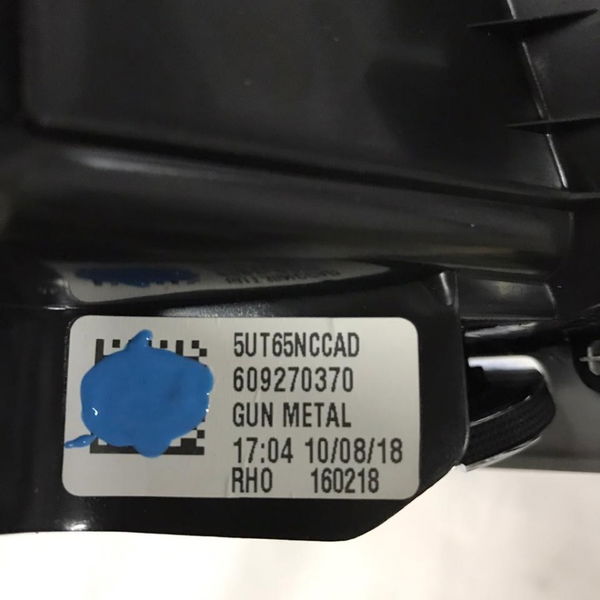 5UT65NCCAD
609270370
GUN METAL
17:04 10/08/18
RHO 160218